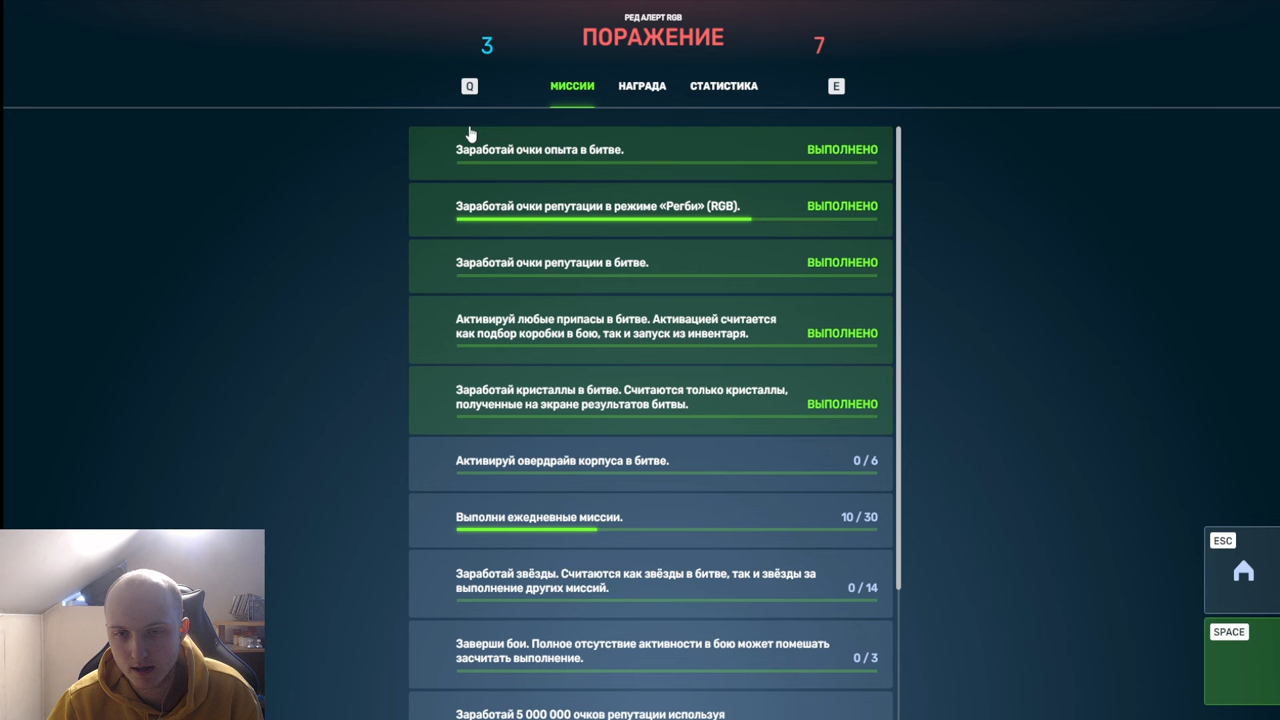 РЕД АЛЕРТ RGB
3
ПОРАЖЕНИЕ
7
Q
МИССИИ
НАГРАДА
СТАТИСТИКА
E
Заработай очки опыта в битве.
ВЫПОЛНЕНО
Заработай очки репутации в режиме «Регби» (RGB).
ВЫПОЛНЕНО
Заработай очки репутации в битве.
ВЫПОЛНЕНО
Активируй любые припасы в битве. Активацией считается
как подбор коробки в бою, так и запуск из инвентаря.
ВЫПОЛНЕНО
Заработай кристаллы в битве. Считаются только кристаллы,
полученные на экране результатов битвы.
ВЫПОЛНЕНО
Активируй овердрайв корпуса в битве.
0 / 6
Выполни ежедневные миссии.
10 / 30
Заработай звёзды. Считаются как звёзды в битве, так и звёзды за
выполнение других миссий.
0 / 14
Заверши бои. Полное отсутствие активности в бою может помешать
засчитать выполнение.
0 / 3
Заработай 5 000 000 очков репутации используя
ESC
SPACE